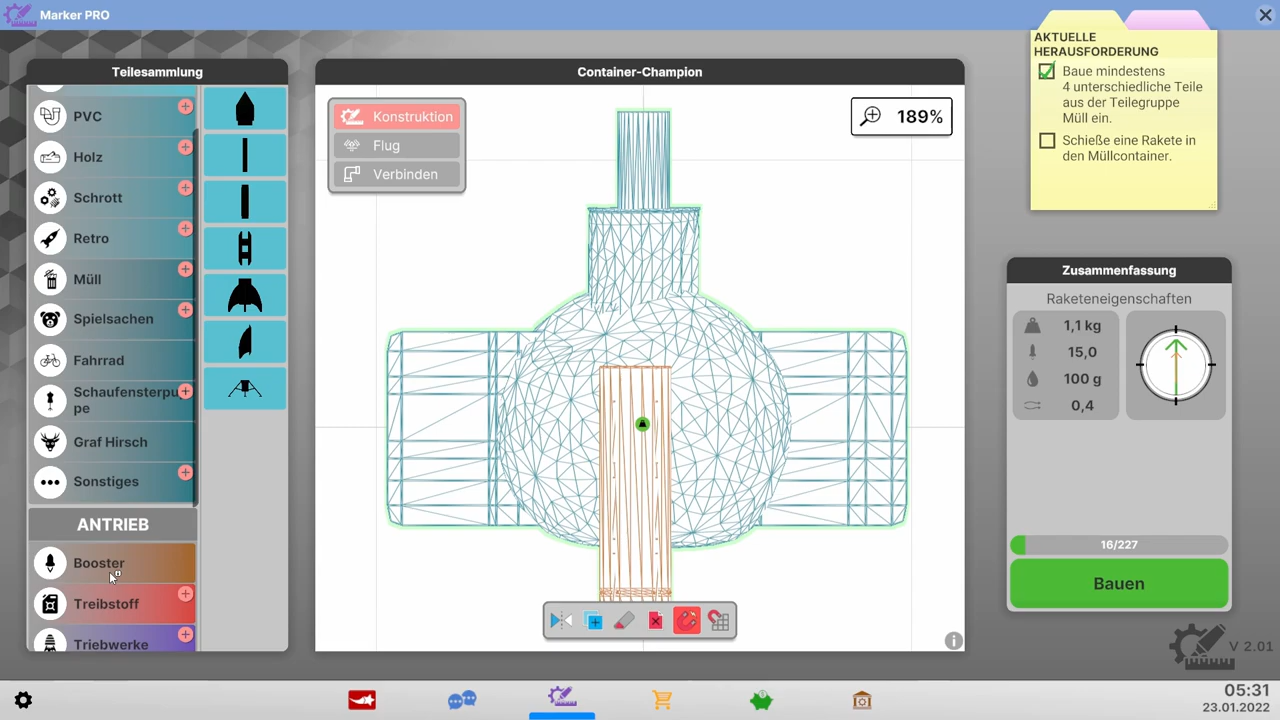 Marker PRO
Teilesammlung
PVC
Holz
Schrott
Retro
Müll
Spielsachen
Fahrrad
Schaufensterpu
pe
Graf Hirsch
Sonstiges
ANTRIEB
Booster
Treibstoff
Triebwerke
Container-Champion
Konstruktion
Flug
Verbinden
189%
AKTUELLE
HERAUSFORDERUNG
Baue mindestens
4 unterschiedliche Teile
aus der Teilegruppe
Müll ein.
Schieße eine Rakete in
den Müllcontainer.
Zusammenfassung
Raketeneigenschaften
1,1 kg
15,0
100 g
0,4
16/227
Bauen
V 2.01
05:31
23.01.2022